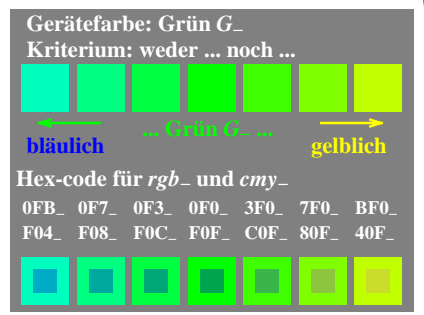 Gerätefarbe: Grün G_
Kriterium: weder ... noch ...
... Grün G_ ...
bläulich gelblich
Hex-code für rgb_ und cmy_
0FB_ 0F7_ 0F3_ 0F0_ 3F0_ 7F0_ BF0_
F04_ F08_ F0C_ F0F_ C0F_ 80F_ 40F_